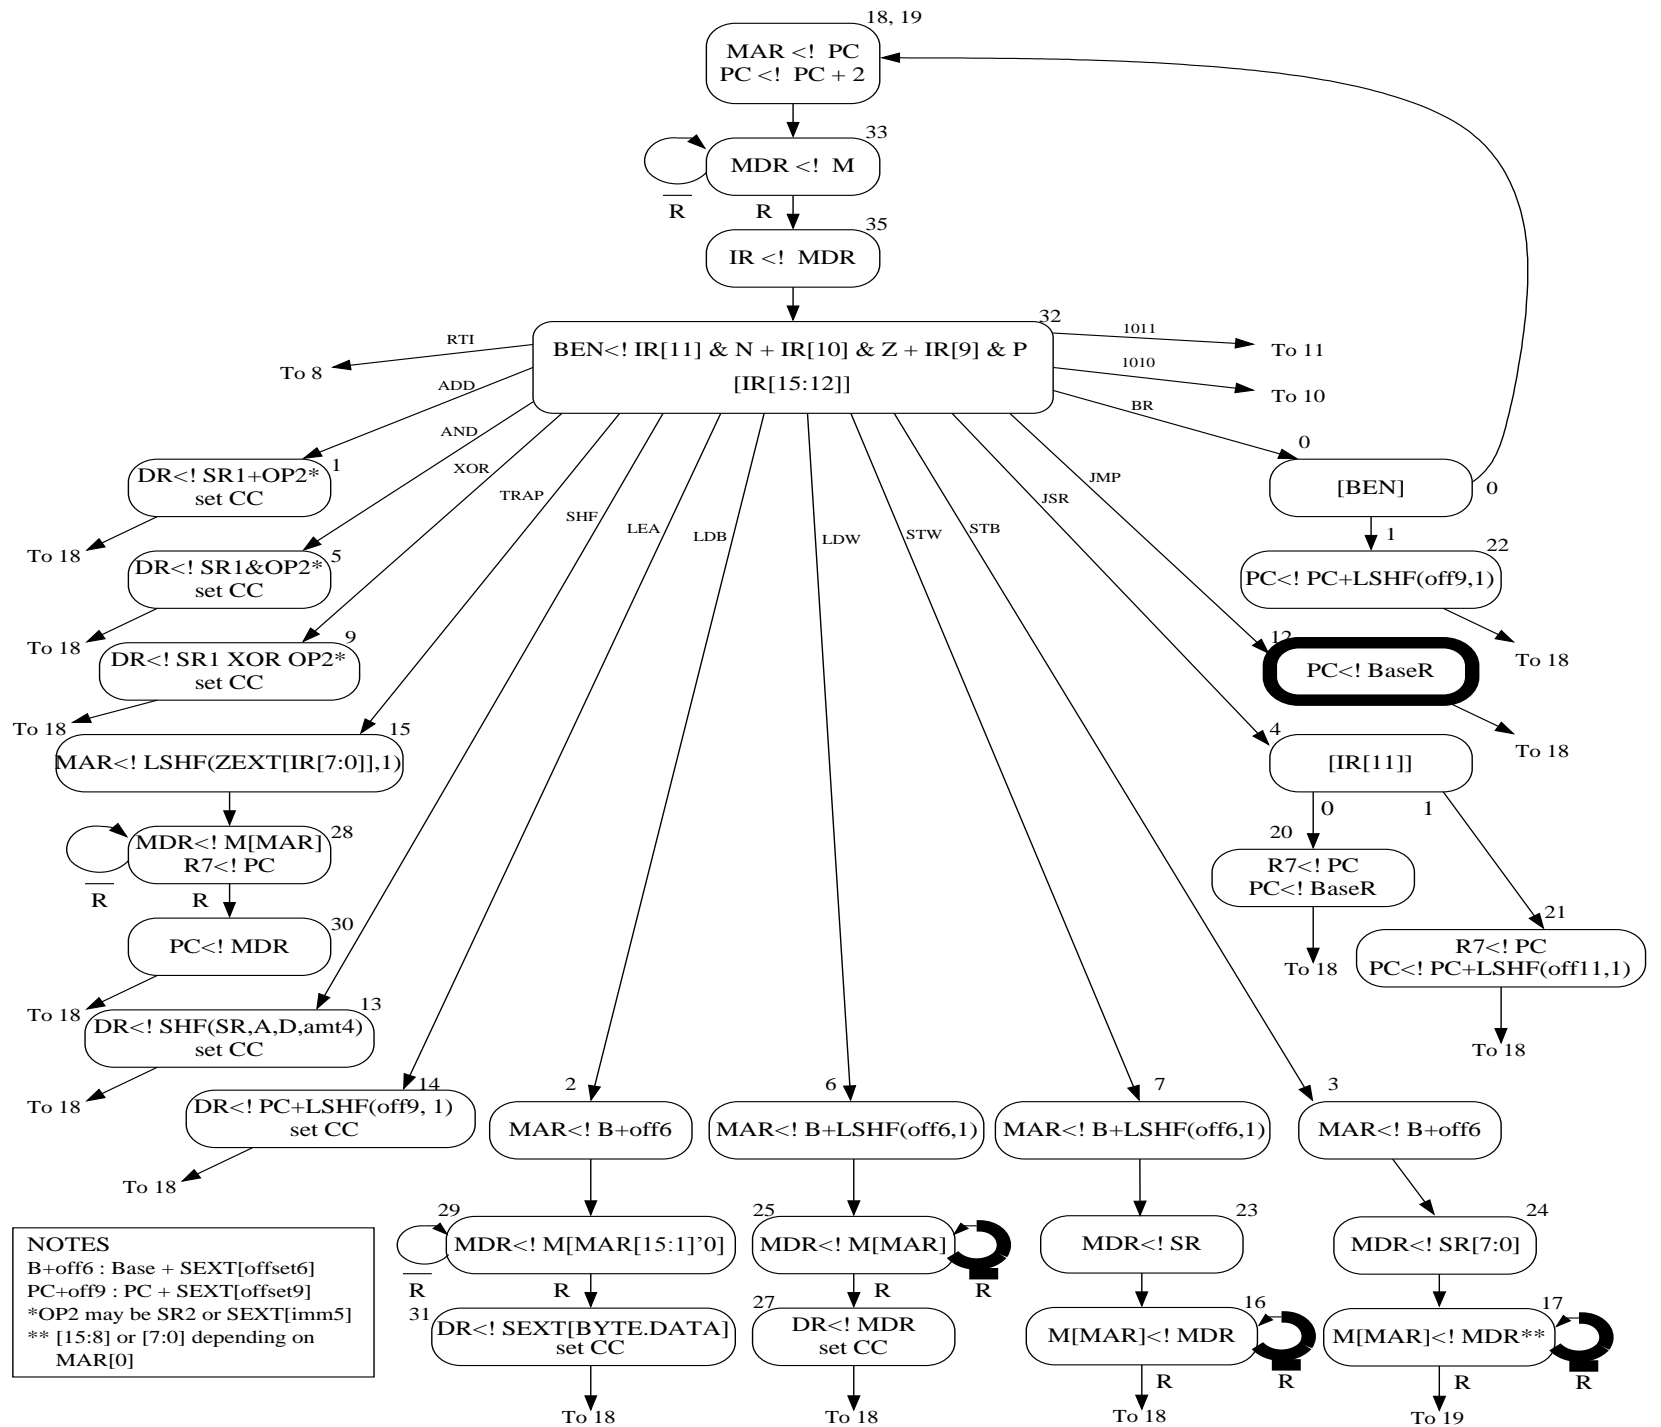 18, 19
MAR <! PC
PC <! PC + 2
33
MDR <! M
R
R
35
IR <! MDR
32
BEN<! IR[11] & N + IR[10] & Z + IR[9] & P
[IR[15:12]]
RTI
To 8
1011
To 11
1010
To 10
ADD
AND
XOR
TRAP
SHF
LEA
LDB
LDW
STW
STB
JSR
JMP
BR
1
DR<! SR1+OP2*
set CC
To 18
5
DR<! SR1&OP2*
set CC
To 18
9
DR<! SR1 XOR OP2*
set CC
To 18
15
MAR<! LSHF(ZEXT[IR[7:0]],1)
28
MDR<! M[MAR]
R7<! PC
R
R
30
PC<! MDR
To 18
13
DR<! SHF(SR,A,D,amt4)
set CC
To 18
14
DR<! PC+LSHF(off9, 1)
set CC
To 18
0
[BEN]
0
1
22
PC<! PC+LSHF(off9,1)
To 18
12
PC<! BaseR
To 18
4
[IR[11]]
0
1
20
R7<! PC
PC<! BaseR
To 18
21
R7<! PC
PC<! PC+LSHF(off11,1)
To 18
2
MAR<! B+off6
29
MDR<! M[MAR[15:1]’0]
R
R
31
DR<! SEXT[BYTE.DATA]
set CC
To 18
6
MAR<! B+LSHF(off6,1)
25
MDR<! M[MAR]
R
R
27
DR<! MDR
set CC
To 18
7
MAR<! B+LSHF(off6,1)
23
MDR<! SR
16
M[MAR]<! MDR
R
R
To 18
3
MAR<! B+off6
24
MDR<! SR[7:0]
17
M[MAR]<! MDR**
R
R
To 19
NOTES
B+off6 : Base + SEXT[offset6]
PC+off9 : PC + SEXT[offset9]
*OP2 may be SR2 or SEXT[imm5]
** [15:8] or [7:0] depending on
MAR[0]